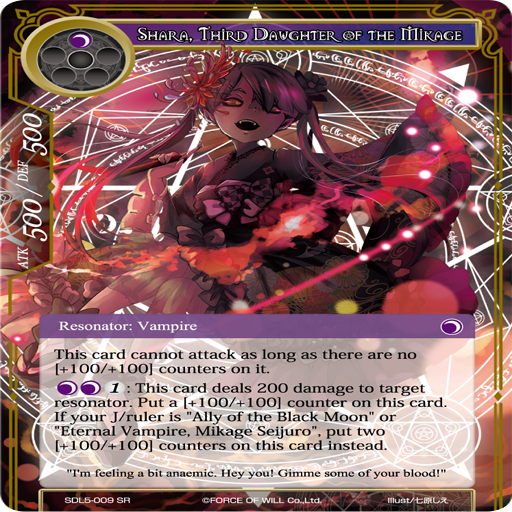 Shara, Third Daughter of the Mikage
ATK 500 / DEF 500
Resonator: Vampire
This card cannot attack as long as there are no
[+100/+100] counters on it.
1 : This card deals 200 damage to target
resonator. Put a [+100/+100] counter on this card.
If your J/ruler is "Ally of the Black Moon" or
"Eternal Vampire, Mikage Seijuro", put two
[+100/+100] counters on this card instead.
"I'm feeling a bit anaemic. Hey you! Gimme some of your blood!"
SDL5-009 SR
©FORCE OF WILL Co.,Ltd.
Illust/七原しえ